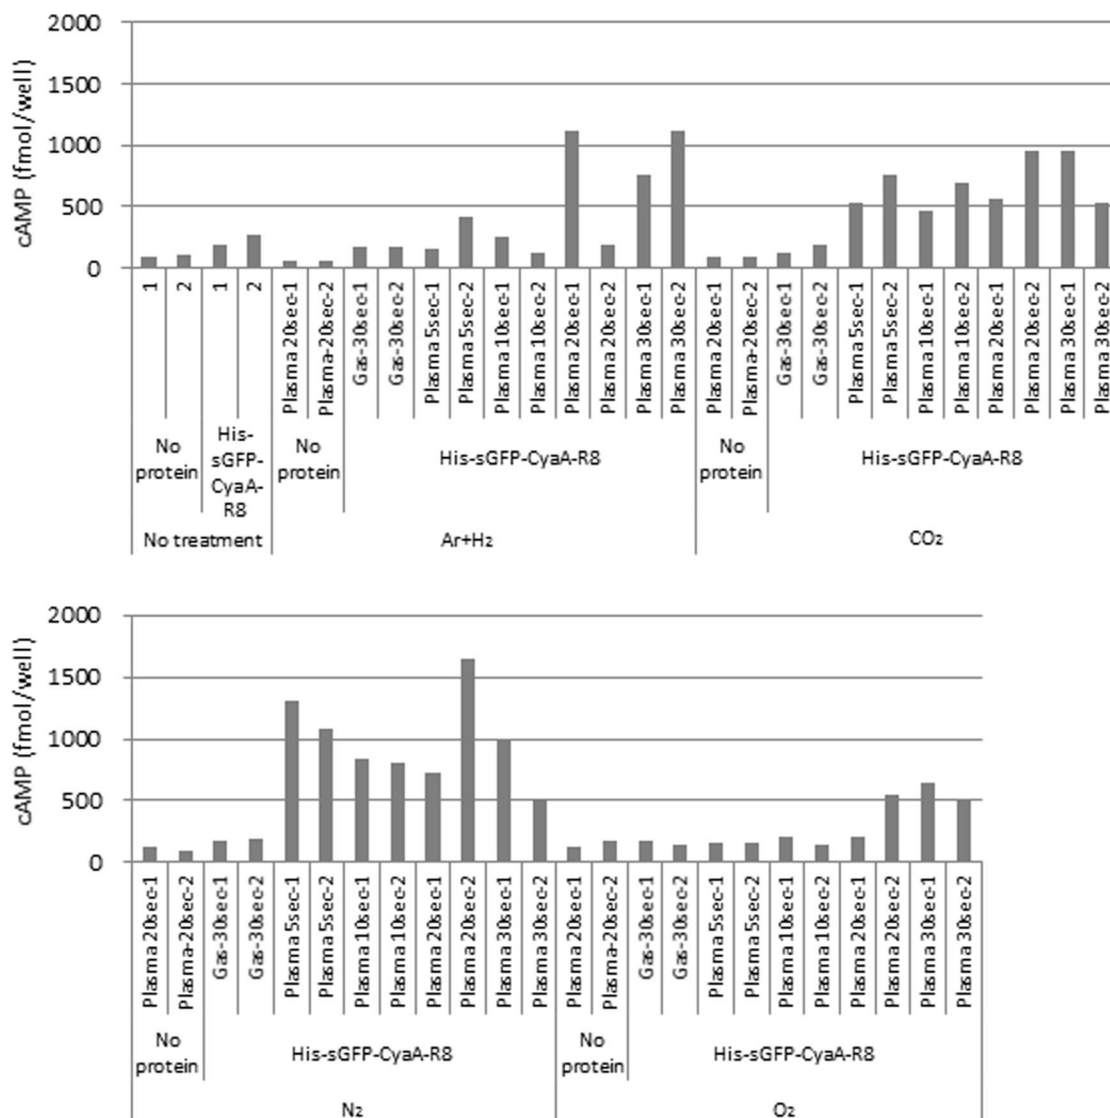 cAMP (fmol/well)
2000
1500
1000
500
0
1
2
1
2
Plasma 20sec-1
Plasma-20sec-2
Gas-30sec-1
Gas-30sec-2
Plasma 5sec-1
Plasma 5sec-2
Plasma 10sec-1
Plasma 10sec-2
Plasma 20sec-1
Plasma 20sec-2
Plasma 30sec-1
Plasma 30sec-2
Plasma 20sec-1
Plasma-20sec-2
Gas-30sec-1
Gas-30sec-2
Plasma 5sec-1
Plasma 5sec-2
Plasma 10sec-1
Plasma 10sec-2
Plasma 20sec-1
Plasma 20sec-2
Plasma 30sec-1
Plasma 30sec-2
No
protein
His-
sGFP-
CyaA-
R8
No
protein
His-sGFP-CyaA-R8
No
protein
His-sGFP-CyaA-R8
No treatment
Ar+H₂
CO₂
cAMP (fmol/well)
2000
1500
1000
500
0
Plasma 20sec-1
Plasma-20sec-2
Gas-30sec-1
Gas-30sec-2
Plasma 5sec-1
Plasma 5sec-2
Plasma 10sec-1
Plasma 10sec-2
Plasma 20sec-1
Plasma 20sec-2
Plasma 30sec-1
Plasma 30sec-2
Plasma 20sec-1
Plasma-20sec-2
Gas-30sec-1
Gas-30sec-2
Plasma 5sec-1
Plasma 5sec-2
Plasma 10sec-1
Plasma 10sec-2
Plasma 20sec-1
Plasma 20sec-2
Plasma 30sec-1
Plasma 30sec-2
No
protein
His-sGFP-CyaA-R8
No
protein
His-sGFP-CyaA-R8
N₂
O₂